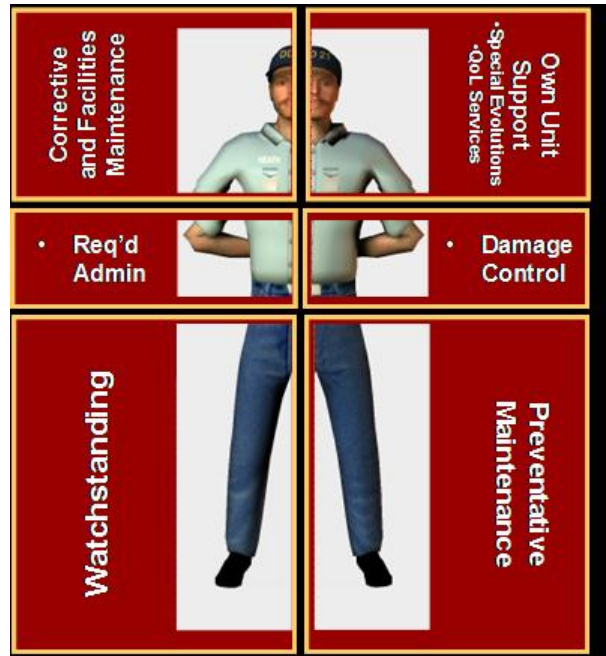 Corrective
and Facilities
Maintenance
Own Unit
Support
•Special Evolutions
•QoL Services
• Req'd
Admin
• Damage
Control
Watchstanding
Preventative
Maintenance